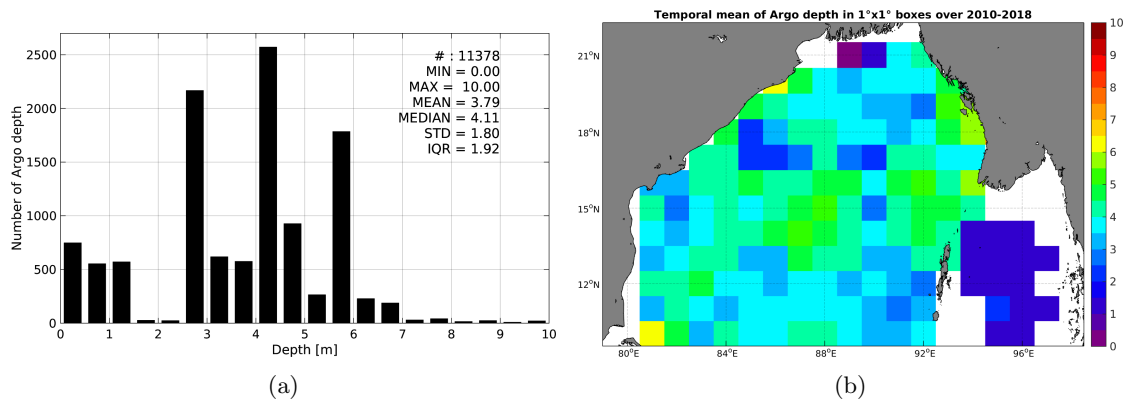 Number of Argo depth
2500
2000
1500
1000
500
0
# : 11378
MIN = 0.00
MAX = 10.00
MEAN = 3.79
MEDIAN = 4.11
STD = 1.80
IQR = 1.92
0 1 2 3 4 5 6 7 8 9 10
Depth [m]
(a)
Temporal mean of Argo depth in 1°x1° boxes over 2010-2018
21°N
18°N
15°N
12°N
80°E 84°E 88°E 92°E 96°E
10
9
8
7
6
5
4
3
2
1
0
(b)